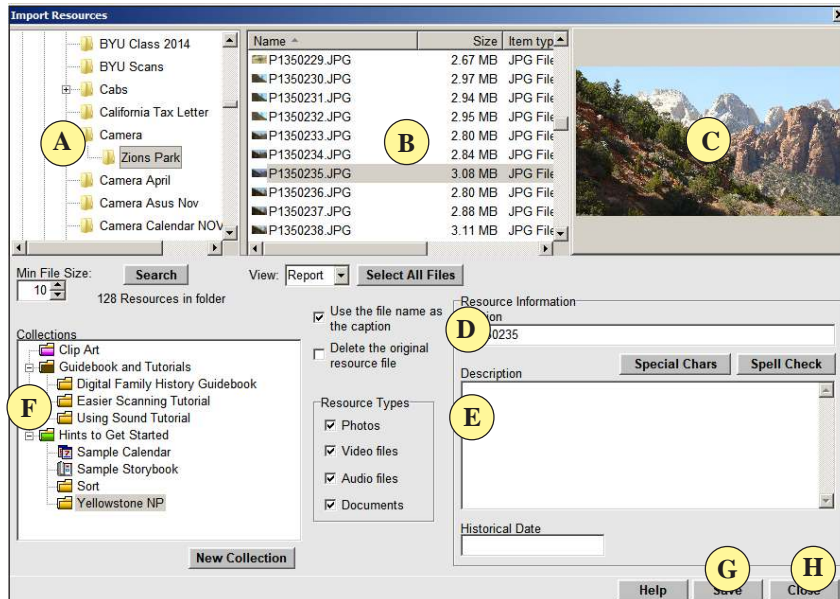 Import Resources
BYU Class 2014
BYU Scans
Cabs
California Tax Letter
Camera
Zions Park
Camera April
Camera Asus Nov
Camera Calendar NOV
A
Name Size Item typ
P1350229.JPG 2.67 MB JPG File
P1350230.JPG 2.97 MB JPG File
P1350231.JPG 2.94 MB JPG File
P1350232.JPG 2.95 MB JPG File
P1350233.JPG 2.80 MB JPG File
P1350234.JPG 2.84 MB JPG File
P1350235.JPG 3.08 MB JPG File
P1350236.JPG 2.80 MB JPG File
P1350237.JPG 2.88 MB JPG File
P1350238.JPG 3.11 MB JPG File
B
C
Min File Size:
10
Search
128 Resources in folder
View: Report
Select All Files
Collections
Clip Art
Guidebook and Tutorials
Digital Family History Guidebook
Easier Scanning Tutorial
Using Sound Tutorial
Hints to Get Started
Sample Calendar
Sample Storybook
Sort
Yellowstone NP
F
New Collection
Use the file name as
the caption
Delete the original
resource file
Resource Types
Photos
Video files
Audio files
Documents
Resource Information
D
0235
Special Chars
Spell Check
Description
E
Historical Date
G
H
Help
Save
Close